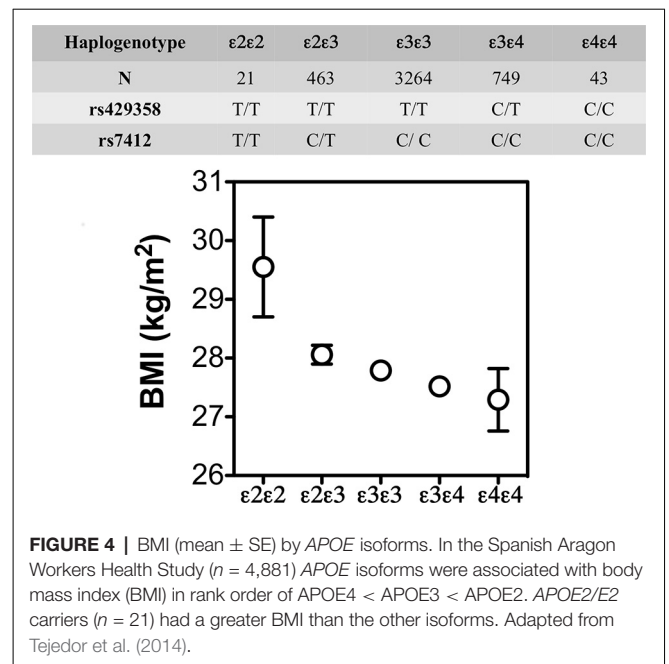 Haplogenotype ε2ε2 ε2ε3 ε3ε3 ε3ε4 ε4ε4
N 21 463 3264 749 43
rs429358 T/T T/T T/T C/T C/C
rs7412 T/T C/T C/ C C/C C/C
31
30
29
28
27
26
BMI (kg/m²)
ε2ε2 ε2ε3 ε3ε3 ε3ε4 ε4ε4
FIGURE 4 | BMI (mean ± SE) by APOE isoforms. In the Spanish Aragon
Workers Health Study (n = 4,881) APOE isoforms were associated with body
mass index (BMI) in rank order of APOE4 < APOE3 < APOE2. APOE2/E2
carriers (n = 21) had a greater BMI than the other isoforms. Adapted from
Tejedor et al. (2014).